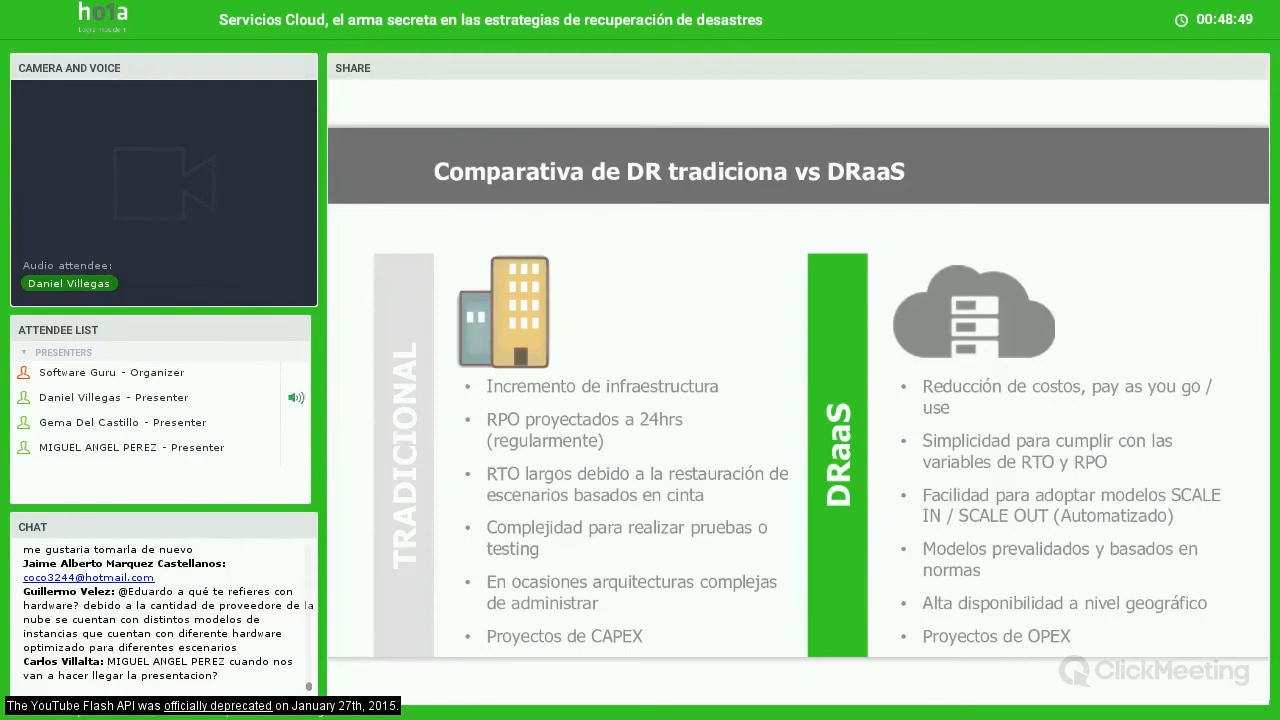 ho1a
Servicios Cloud, el arma secreta en las estrategias de recuperación de desastres
00:48:49
CAMERA AND VOICE
Audio attendee:
Daniel Villegas
ATTENDEE LIST
PRESENTERS
Software Guru - Organizer
Daniel Villegas - Presenter
Gema Del Castillo - Presenter
MIGUEL ANGEL PEREZ - Presenter
CHAT
me gustaria tomarla de nuevo
Jaime Alberto Marquez Castellanos:
coco3244@hotmail.com
Guillermo Velez: @Eduardo a qué te refieres con
hardware? debido a la cantidad de proveedore de la
nube se cuentan con distintos modelos de
instancias que cuentan con diferente hardware
optimizado para diferentes escenarios
Carlos Villalta: MIGUEL ANGEL PEREZ cuando nos
van a hacer llegar la presentacion?
The YouTube Flash API was officially deprecated on January 27th, 2015.
SHARE
Comparativa de DR tradiciona vs DRaaS
TRADICIONAL
• Incremento de infraestructura
• RPO proyectados a 24hrs
(regularmente)
• RTO largos debido a la restauración de
escenarios basados en cinta
• Complejidad para realizar pruebas o
testing
• En ocasiones arquitecturas complejas
de administrar
• Proyectos de CAPEX
DRaaS
• Reducción de costos, pay as you go /
use
• Simplicidad para cumplir con las
variables de RTO y RPO
• Facilidad para adoptar modelos SCALE
IN / SCALE OUT (Automatizado)
• Modelos prevalidados y basados en
normas
• Alta disponibilidad a nivel geográfico
• Proyectos de OPEX
ClickMeeting